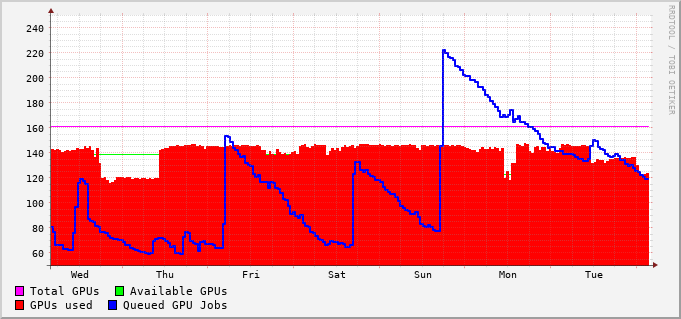 240
220
200
180
160
140
120
100
80
60
Wed Thu Fri Sat Sun Mon Tue
Total GPUs Available GPUs
GPUs used Queued GPU Jobs
RRDTOOL / TOBI OETIKER